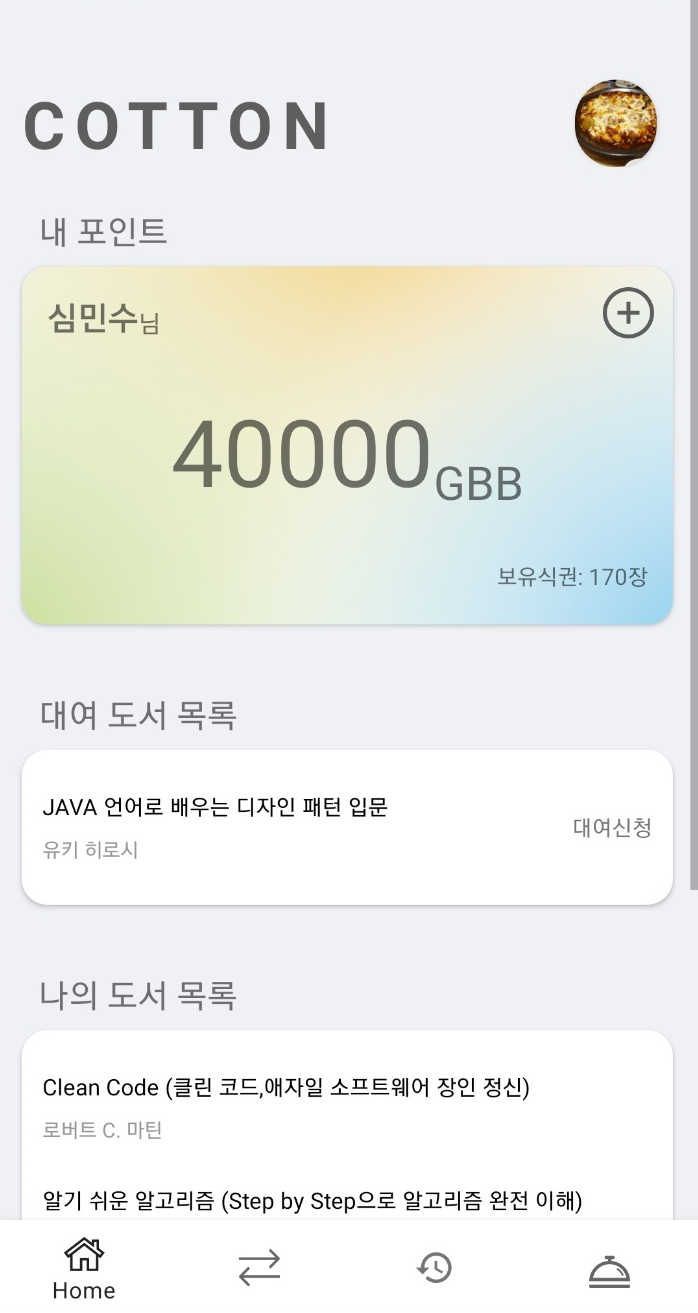 COTTON
내 포인트
심민수님
40000GBB
보유식권: 170장
대여 도서 목록
JAVA 언어로 배우는 디자인 패턴 입문
유키 히로시
대여신청
나의 도서 목록
Clean Code (클린 코드,애자일 소프트웨어 장인 정신)
로버트 C. 마틴
알기 쉬운 알고리즘 (Step by Step으로 알고리즘 완전 이해)
Home